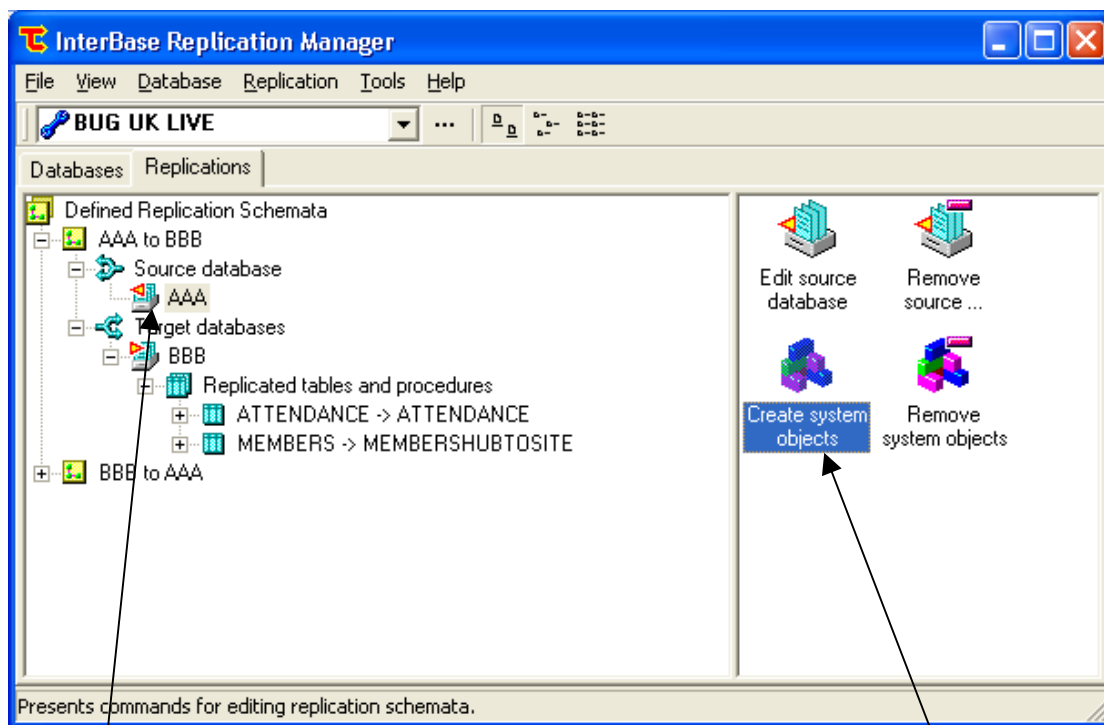 InterBase Replication Manager
File View Database Replication Tools Help
BUG UK LIVE
Databases Replications
Defined Replication Schemata
AAA to BBB
Source database
AAA
Target databases
BBB
Replicated tables and procedures
ATTENDANCE -> ATTENDANCE
MEMBERS -> MEMBERSHUBTOSITE
BBB to AAA
Edit source
database
Remove
source ...
Create system
objects
Remove
system objects
Presents commands for editing replication schemata.